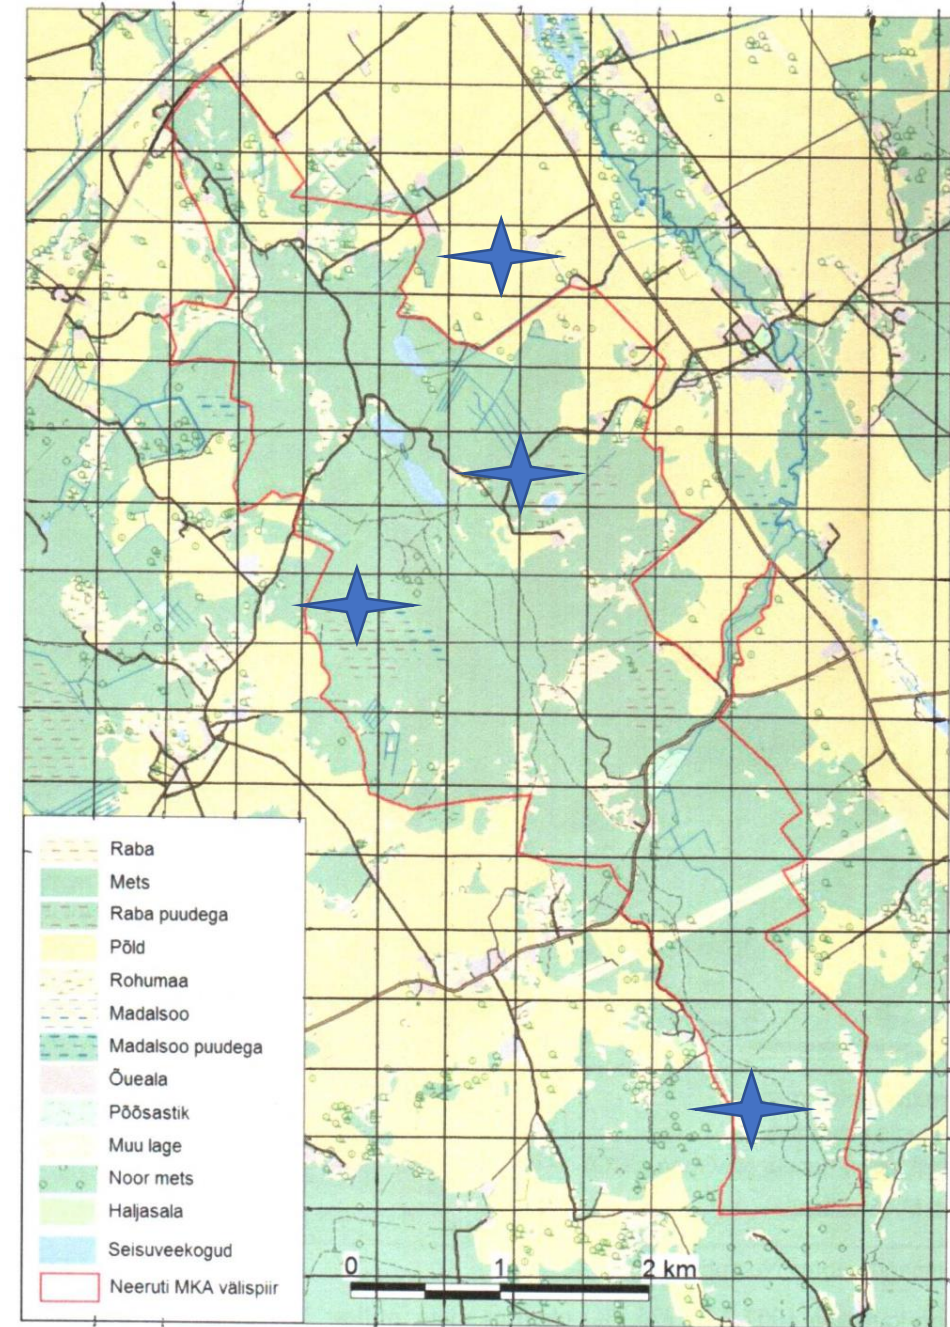 Raba
Mets
Raba puudega
Põld
Rohumaa
Madalsoo
Madalsoo puudega
Õueala
Põõsastik
Muu lage
Noor mets
Haljasala
Seisuveekogud
Neeruti MKA välispiir
0 1 2 km